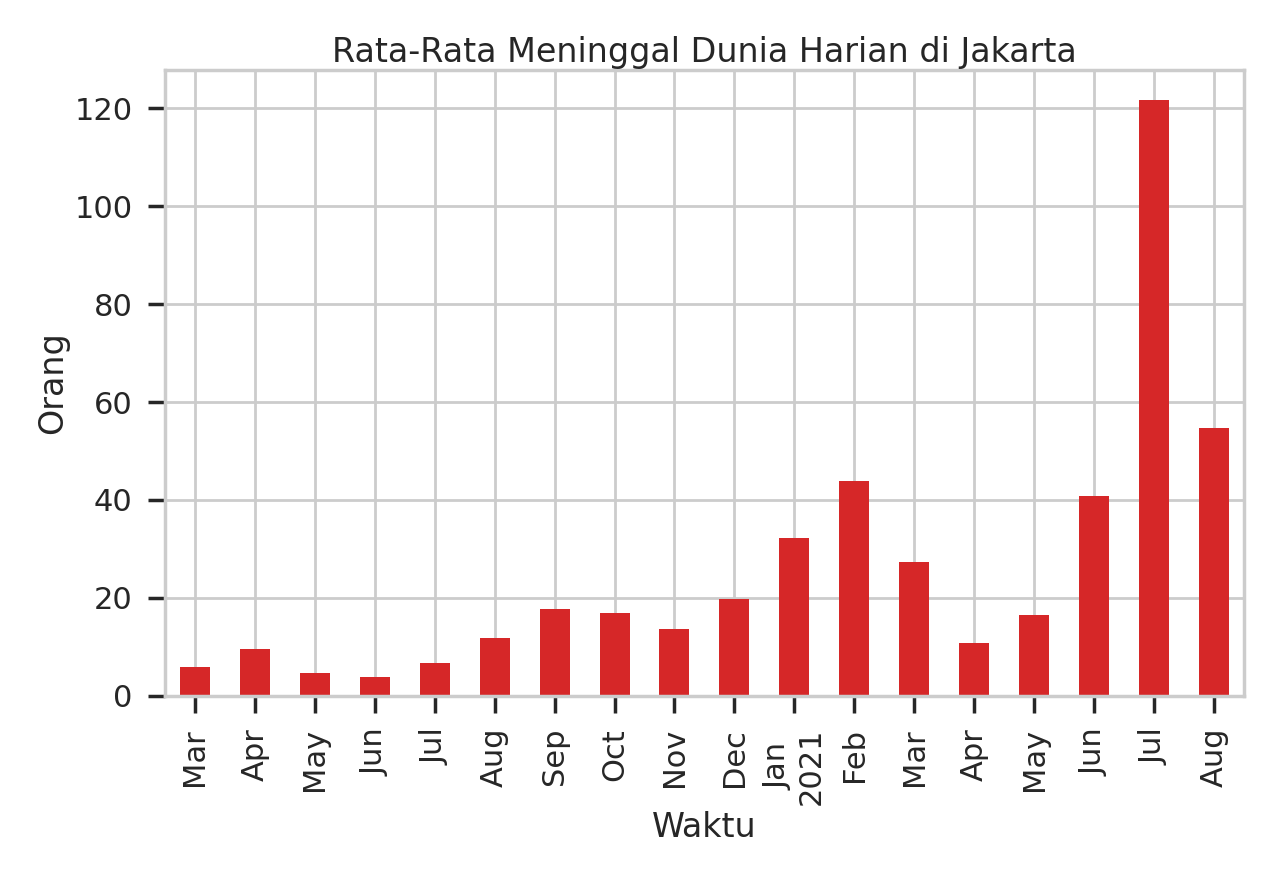 Rata-Rata Meninggal Dunia Harian di Jakarta
120
100
80
60
40
20
0
Orang
Mar
Apr
May
Jun
Jul
Aug
Sep
Oct
Nov
Dec
Jan
2021
Feb
Mar
Apr
May
Jun
Jul
Aug
Waktu